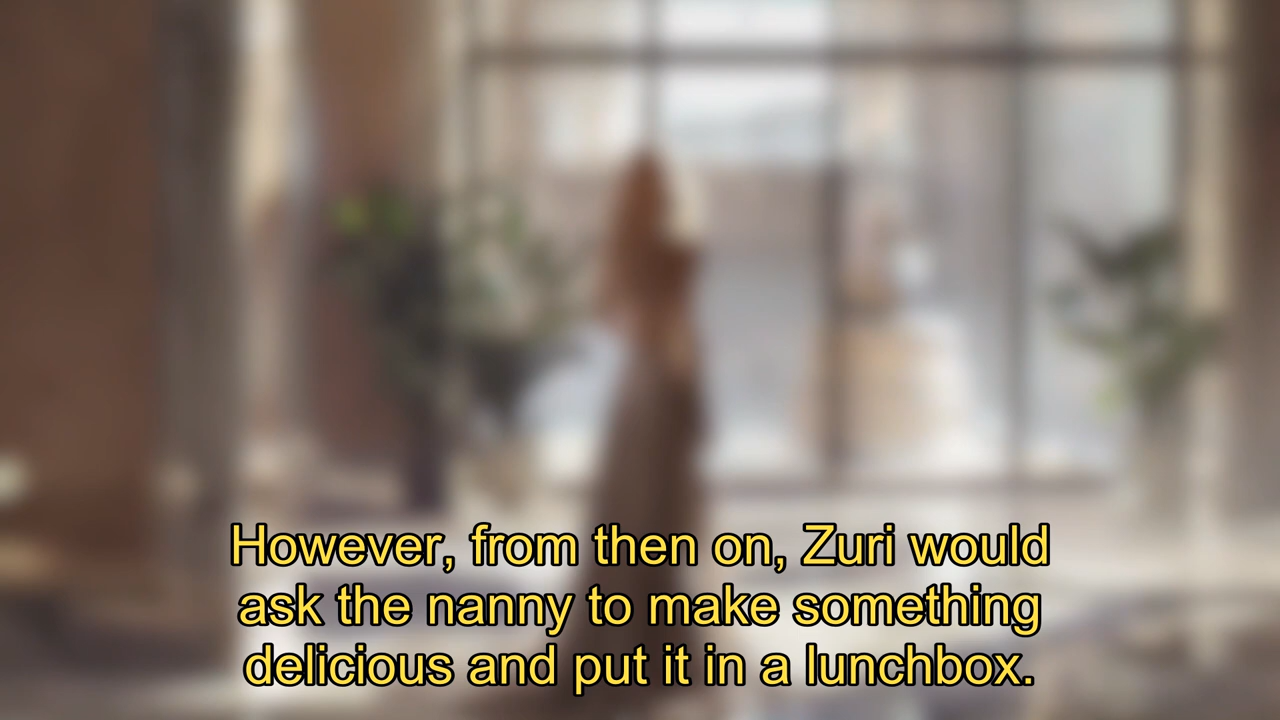 However, from then on, Zuri would
ask the nanny to make something
delicious and put it in a lunchbox.